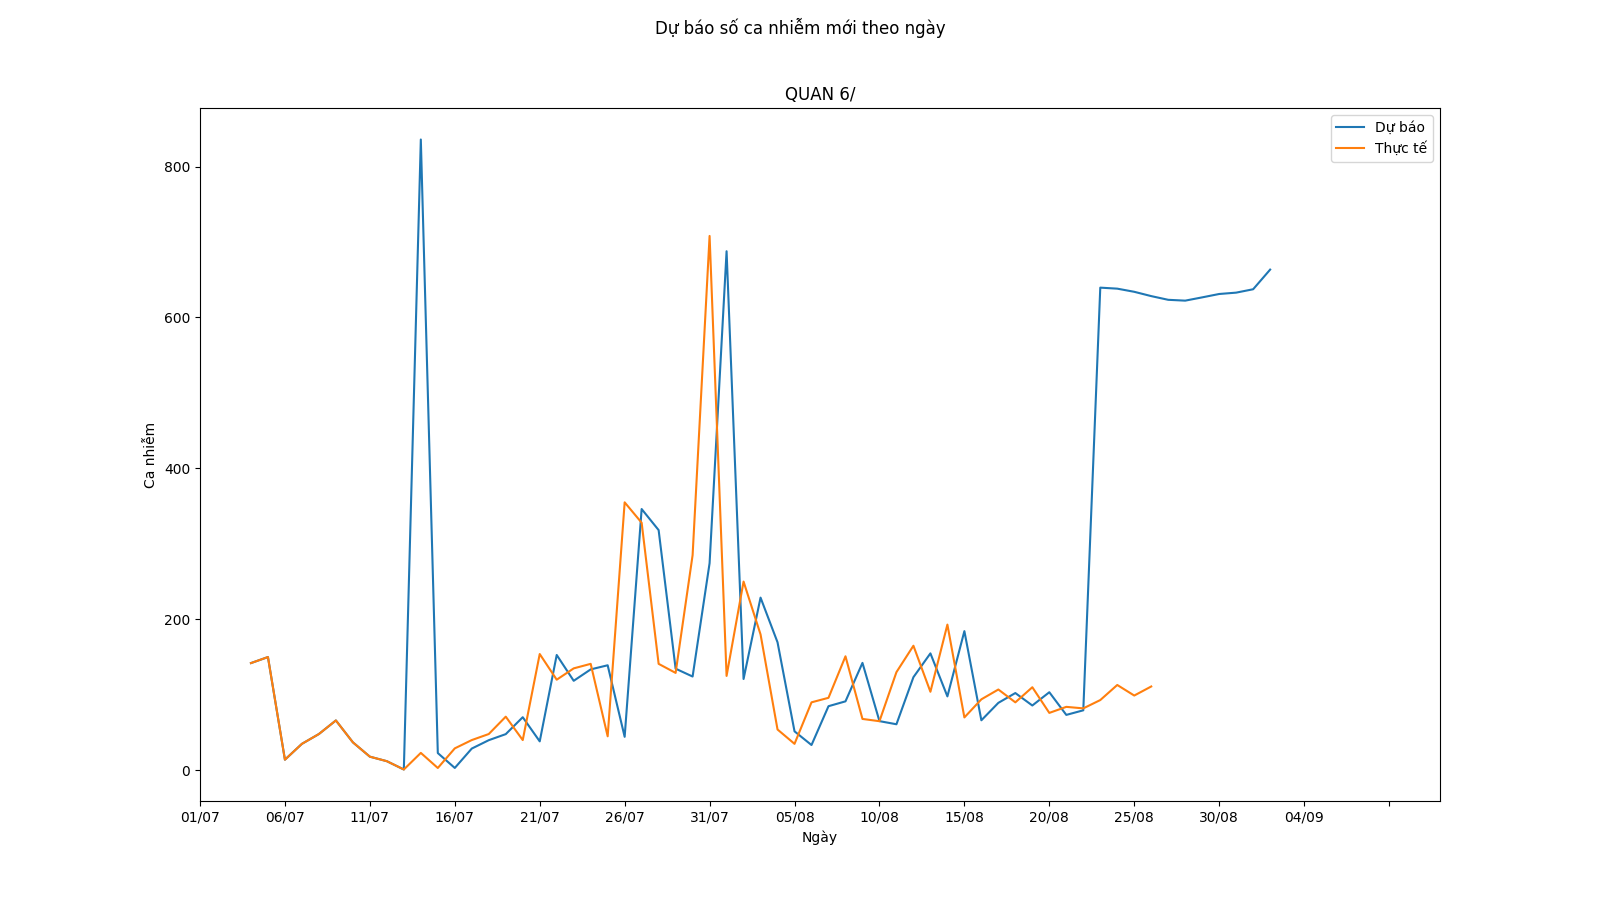 Dự báo số ca nhiễm mới theo ngày
QUAN 6/
Dự báo
Thực tế
800
600
400
200
0
Ca nhiễm
01/07 06/07 11/07 16/07 21/07 26/07 31/07 05/08 10/08 15/08 20/08 25/08 30/08 04/09
Ngày